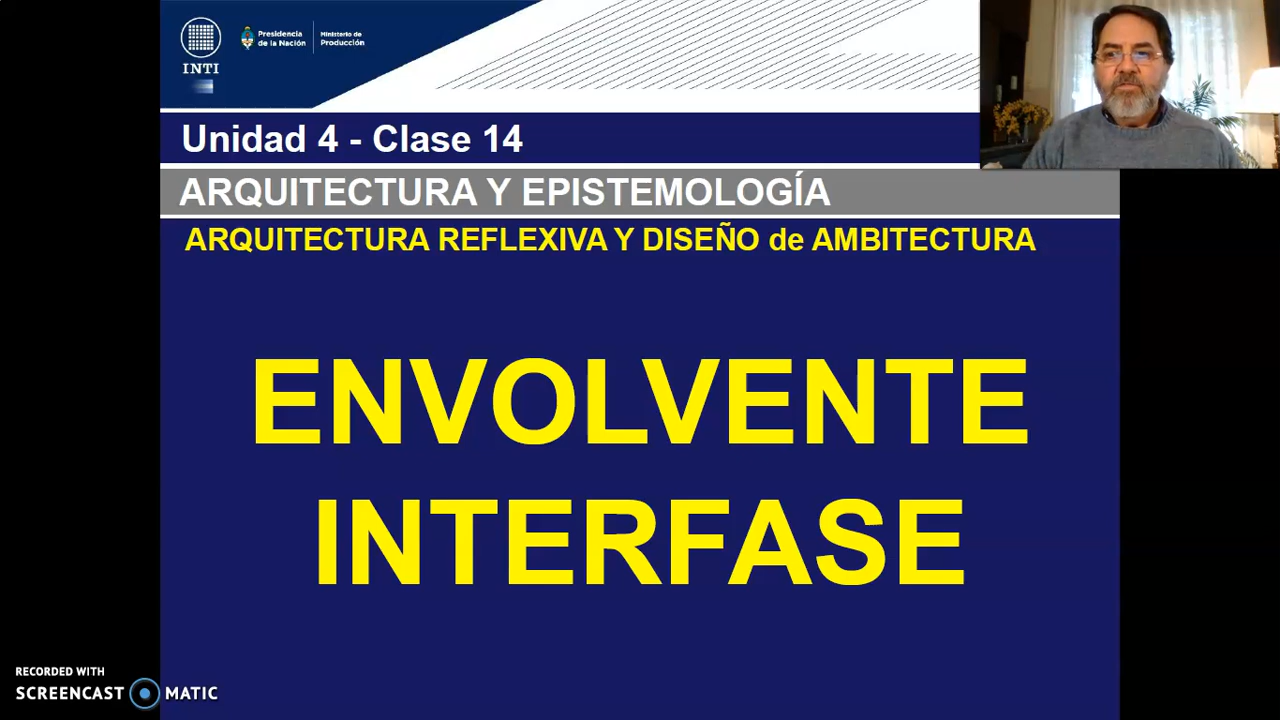 INTI
Presidencia
de la Nación
Ministerio de
Producción
Unidad 4 - Clase 14
ARQUITECTURA Y EPISTEMOLOGÍA
ARQUITECTURA REFLEXIVA Y DISEÑO de AMBITECTURA
ENVOLVENTE
INTERFASE
RECORDED WITH
SCREENCAST MATIC